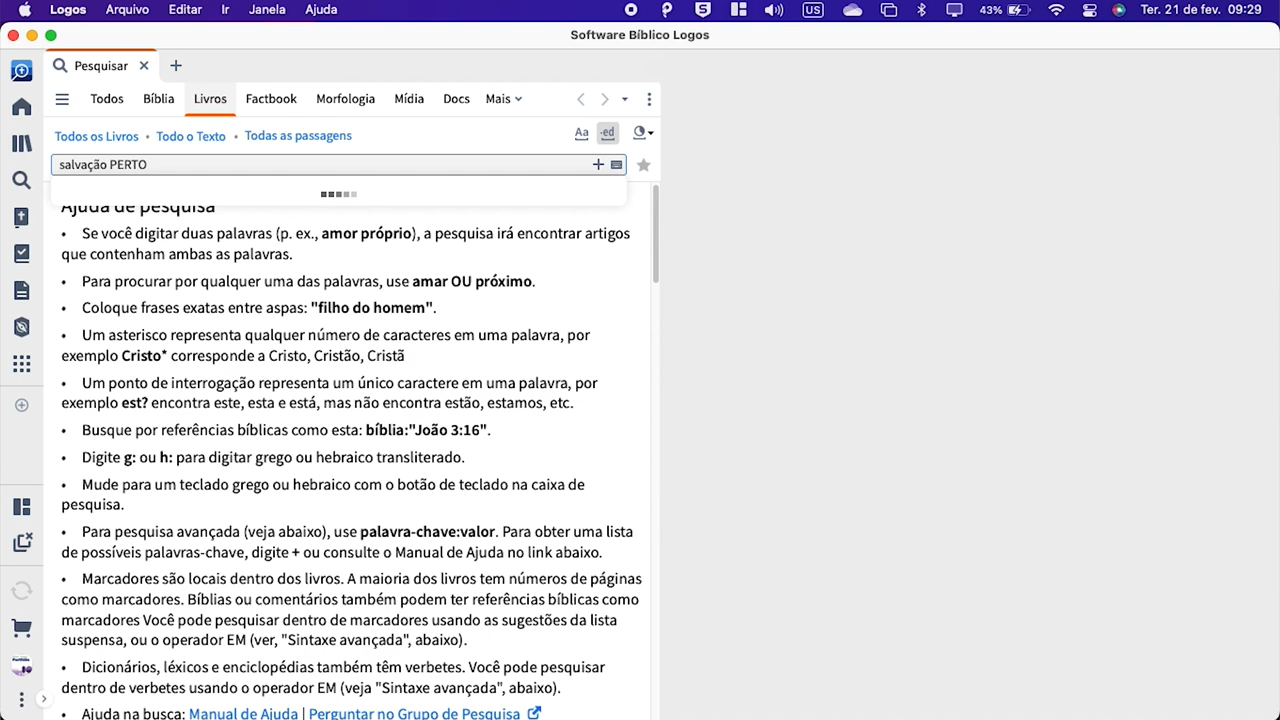 Logos Arquivo Editar Ir Janela Ajuda US 43% Ter. 21 de fev. 09:29
Software Bíblico Logos
Pesquisar
Todos Bíblia Livros Factbook Morfologia Mídia Docs Mais
Todos os Livros • Todo o Texto • Todas as passagens Aa ·ed
salvação PERTO
Ajuda de pesquisa
• Se você digitar duas palavras (p. ex., amor próprio), a pesquisa irá encontrar artigos
que contenham ambas as palavras.
• Para procurar por qualquer uma das palavras, use amar OU próximo.
• Coloque frases exatas entre aspas: "filho do homem".
• Um asterisco representa qualquer número de caracteres em uma palavra, por
exemplo Cristo* corresponde a Cristo, Cristão, Cristã
• Um ponto de interrogação representa um único caractere em uma palavra, por
exemplo est? encontra este, esta e está, mas não encontra estão, estamos, etc.
• Busque por referências bíblicas como esta: bíblia:"João 3:16".
• Digite g: ou h: para digitar grego ou hebraico transliterado.
• Mude para um teclado grego ou hebraico com o botão de teclado na caixa de
pesquisa.
• Para pesquisa avançada (veja abaixo), use palavra-chave:valor. Para obter uma lista
de possíveis palavras-chave, digite + ou consulte o Manual de Ajuda no link abaixo.
• Marcadores são locais dentro dos livros. A maioria dos livros tem números de páginas
como marcadores. Bíblias ou comentários também podem ter referências bíblicas como
marcadores Você pode pesquisar dentro de marcadores usando as sugestões da lista
suspensa, ou o operador EM (ver, "Sintaxe avançada", abaixo).
• Dicionários, léxicos e enciclopédias também têm verbetes. Você pode pesquisar
dentro de verbetes usando o operador EM (veja "Sintaxe avançada", abaixo).
• Ajuda na busca: Manual de Ajuda | Perguntar no Grupo de Pesquisa